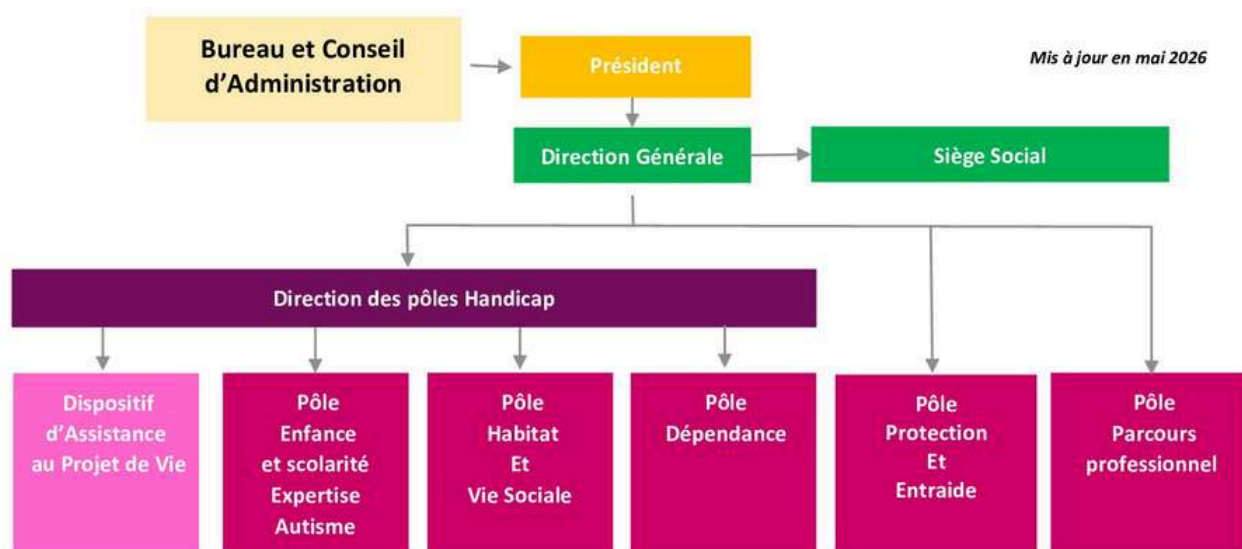 Bureau et Conseil
d’Administration
Président
Mis à jour en mai 2026
Direction Générale
Siège Social
Direction des pôles Handicap
Dispositif
d’Assistance
au Projet de Vie
Pôle
Enfance
et scolarité
Expertise
Autisme
Pôle
Habitat
Et
Vie Sociale
Pôle
Dépendance
Pôle
Protection
Et
Entraide
Pôle
Parcours
professionnel